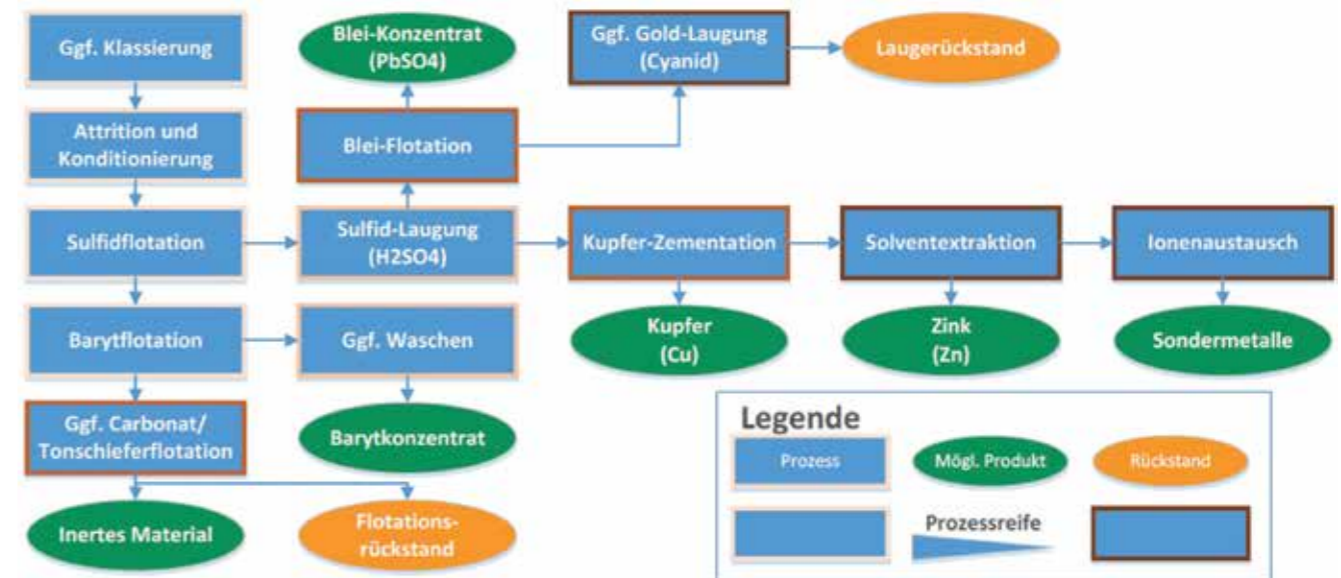 Ggf. Klassierung
Blei-Konzentrat
(PbSO4)
Ggf. Gold-Laugung
(Cyanid)
Laugerückstand
Attrition und
Konditionierung
Blei-Flotation
Sulfidflotation
Sulfid-Laugung
(H2SO4)
Kupfer-Zementation
Solventextraktion
Ionenaustausch
Barytflotation
Ggf. Waschen
Kupfer
(Cu)
Zink
(Zn)
Sondermetalle
Ggf. Carbonat/
Tonschieferflotation
Barytkonzentrat
Inertes Material
Flotations-
rückstand
Legende
Prozess
Mögl. Produkt
Rückstand
Prozessreife